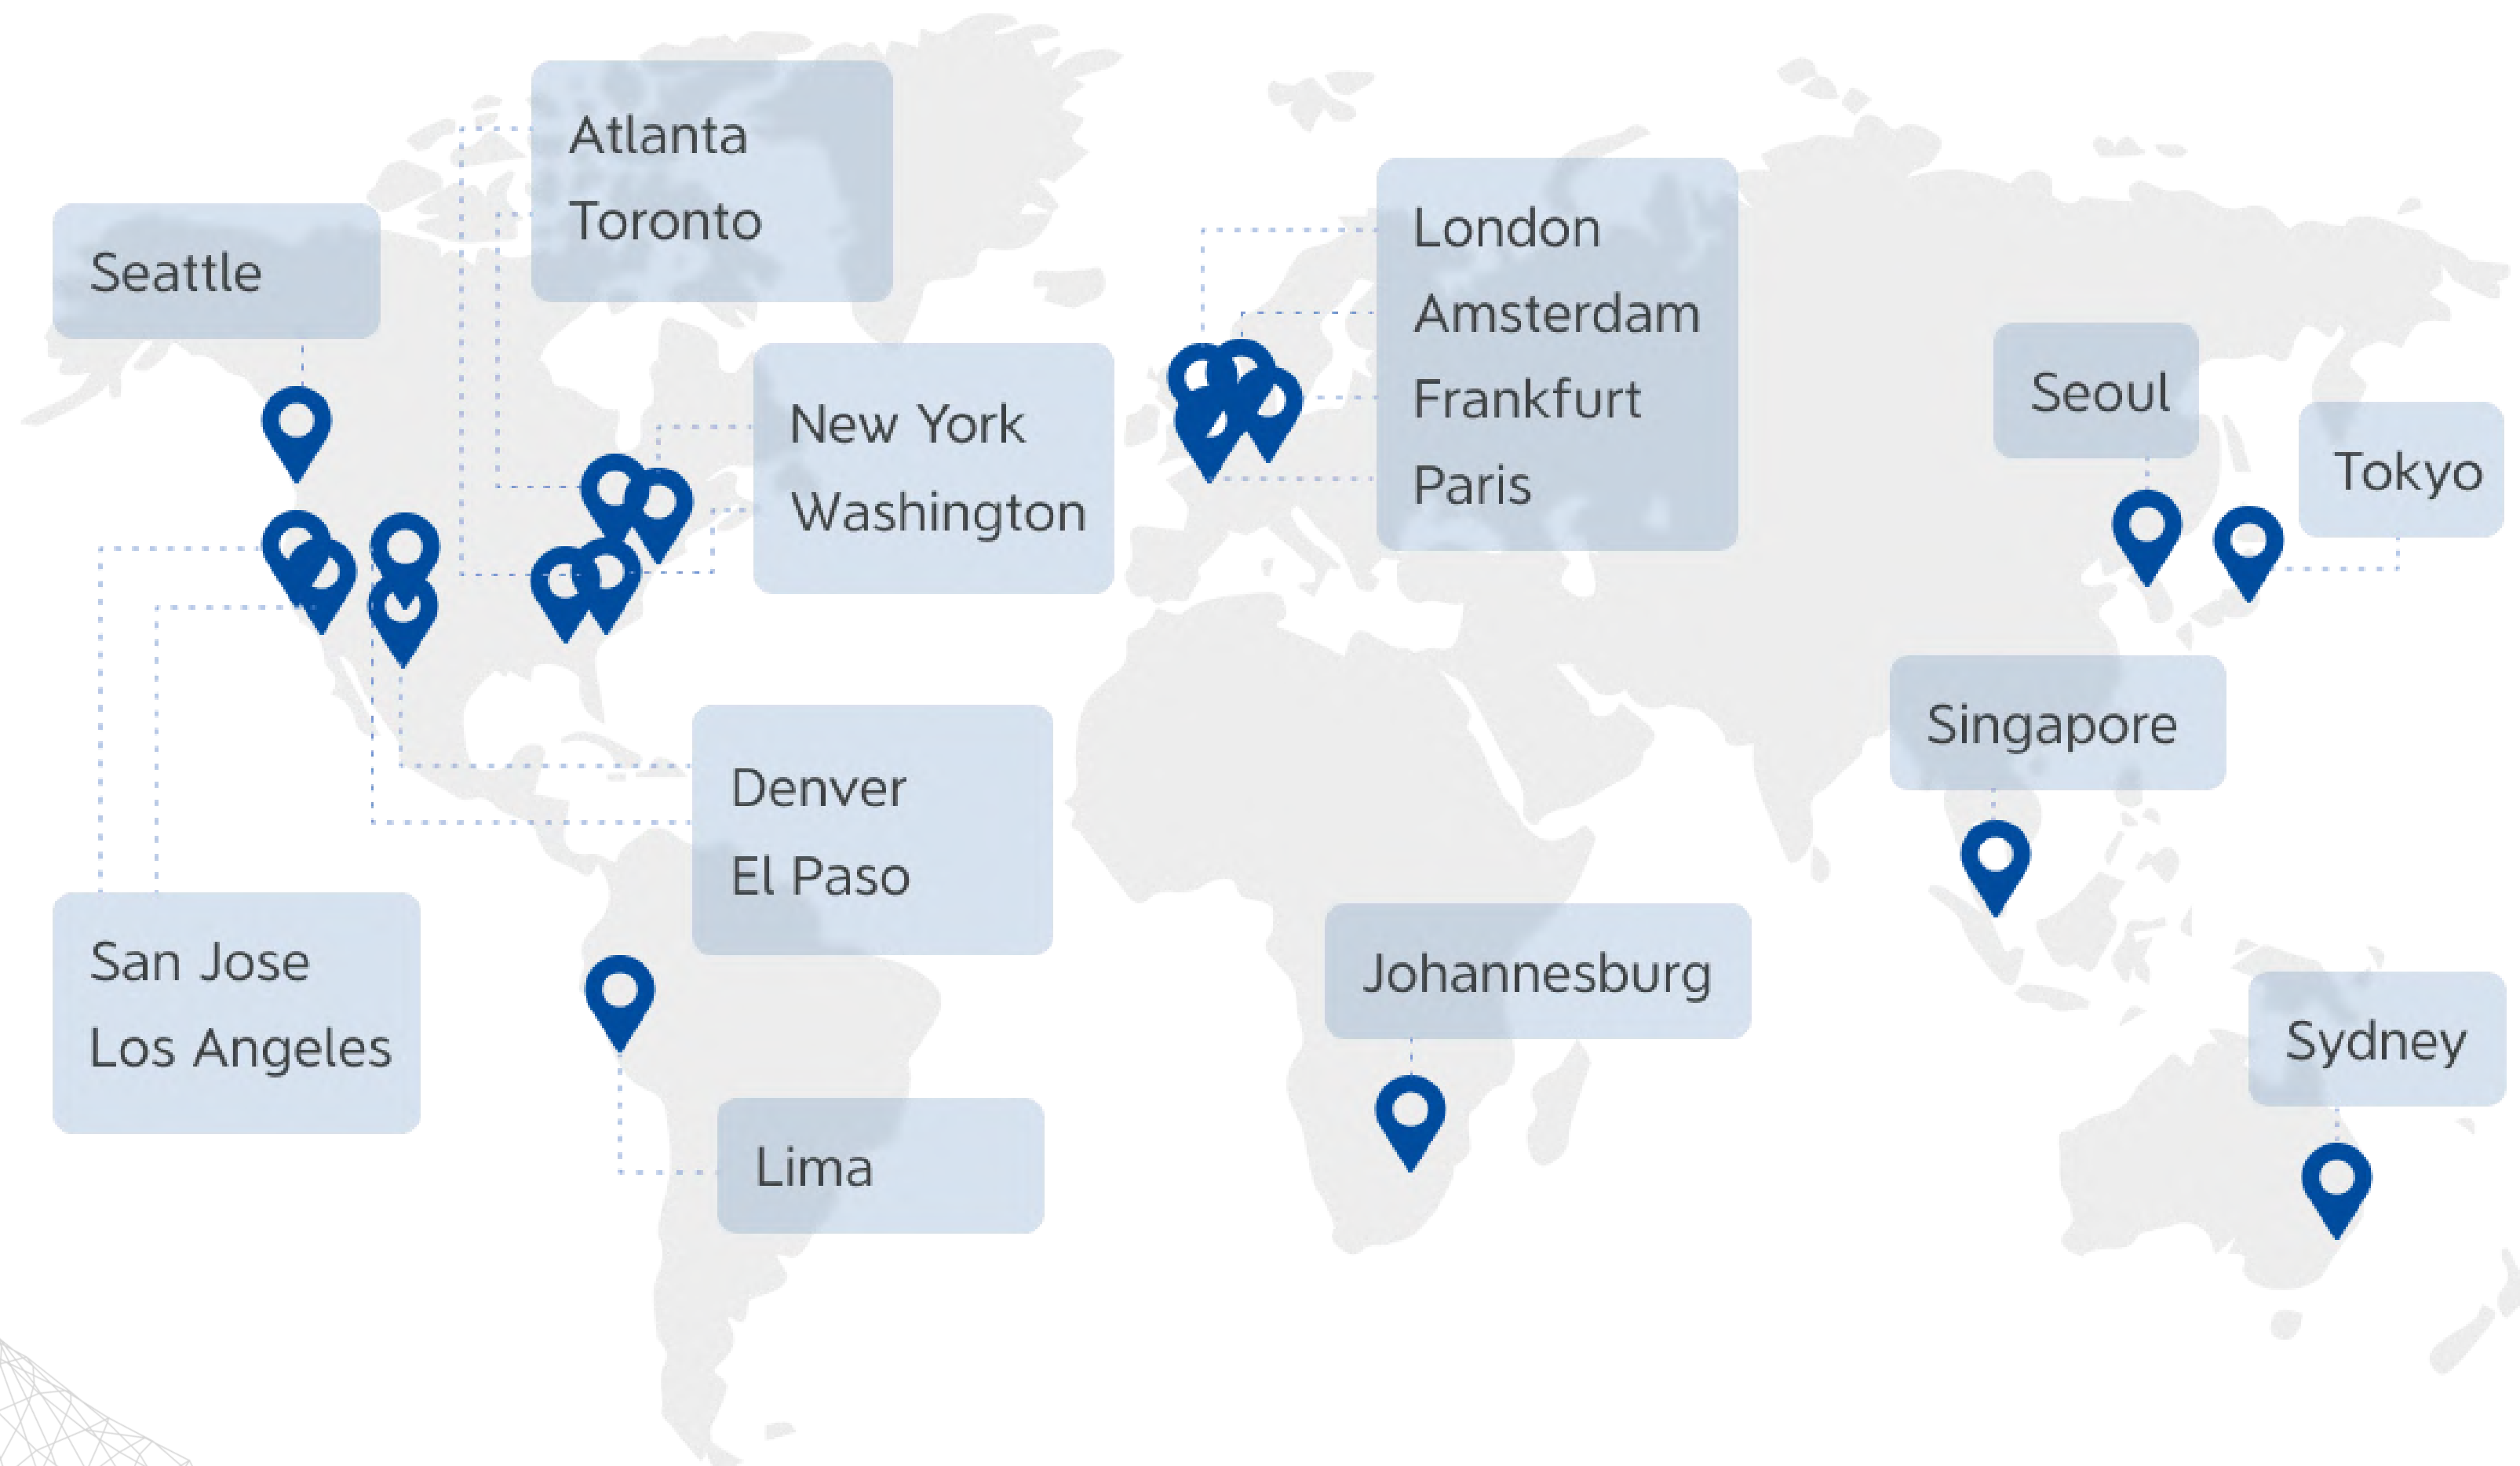 Atlanta
Toronto
Seattle
New York
Washington
London
Amsterdam
Frankfurt
Paris
Seoul
Tokyo
Singapore
Denver
El Paso
San Jose
Los Angeles
Lima
Johannesburg
Sydney